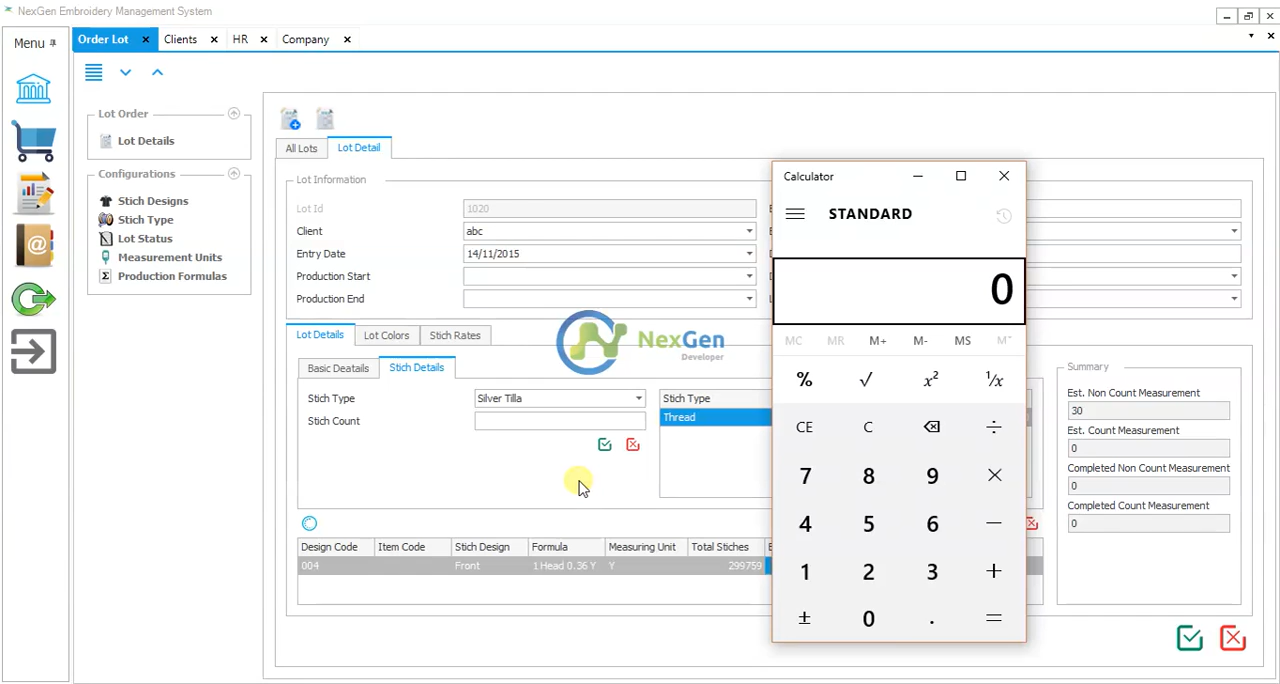 NexGen Embroidery Management System
Menu
Order Lot
Clients
HR
Company
Lot Order
Lot Details
Configurations
Stich Designs
Stich Type
Lot Status
Measurement Units
Production Formulas
All Lots
Lot Detail
Lot Information
Lot Id
1020
Client
abc
Entry Date
14/11/2015
Production Start
Production End
Lot Details
Lot Colors
Stich Rates
NexGen
Developer
Basic Deatails
Stich Details
Stich Type
Silver Tilla
Stich Count
Stich Type
Thread
Design Code
Item Code
Stich Design
Formula
Measuring Unit
Total Stiches
004
Front
1 Head 0.36 Y
Y
299759
Calculator
STANDARD
0
MC MR M+ M- MS
% √ x² ¹/x
CE C ÷
7 8 9 ×
4 5 6 −
1 2 3 +
± 0 . =
Summary
Est. Non Count Measurement
30
Est. Count Measurement
0
Completed Non Count Measurement
0
Completed Count Measurement
0